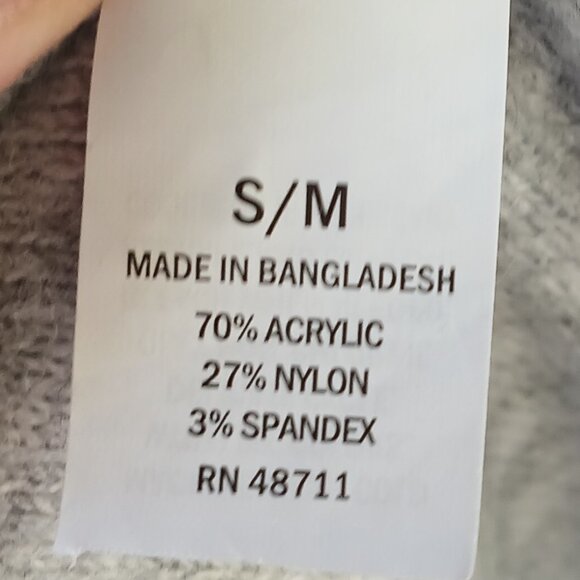 S/M
MADE IN BANGLADESH
70% ACRYLIC
27% NYLON
3% SPANDEX
RN 48711